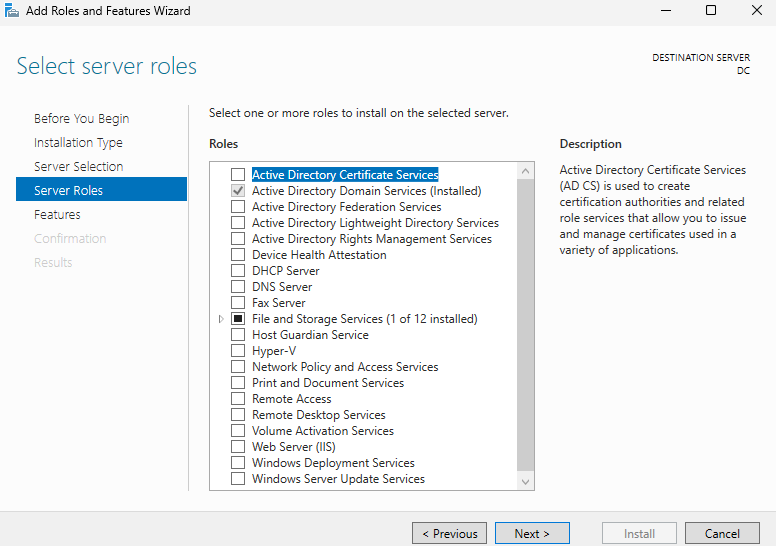 Add Roles and Features Wizard
Select server roles
DESTINATION SERVER
DC
Before You Begin
Installation Type
Server Selection
Server Roles
Features
Confirmation
Results
Select one or more roles to install on the selected server.
Roles
Active Directory Certificate Services
Active Directory Domain Services (Installed)
Active Directory Federation Services
Active Directory Lightweight Directory Services
Active Directory Rights Management Services
Device Health Attestation
DHCP Server
DNS Server
Fax Server
File and Storage Services (1 of 12 installed)
Host Guardian Service
Hyper-V
Network Policy and Access Services
Print and Document Services
Remote Access
Remote Desktop Services
Volume Activation Services
Web Server (IIS)
Windows Deployment Services
Windows Server Update Services
Description
Active Directory Certificate Services
(AD CS) is used to create
certification authorities and related
role services that allow you to issue
and manage certificates used in a
variety of applications.
< Previous
Next >
Install
Cancel